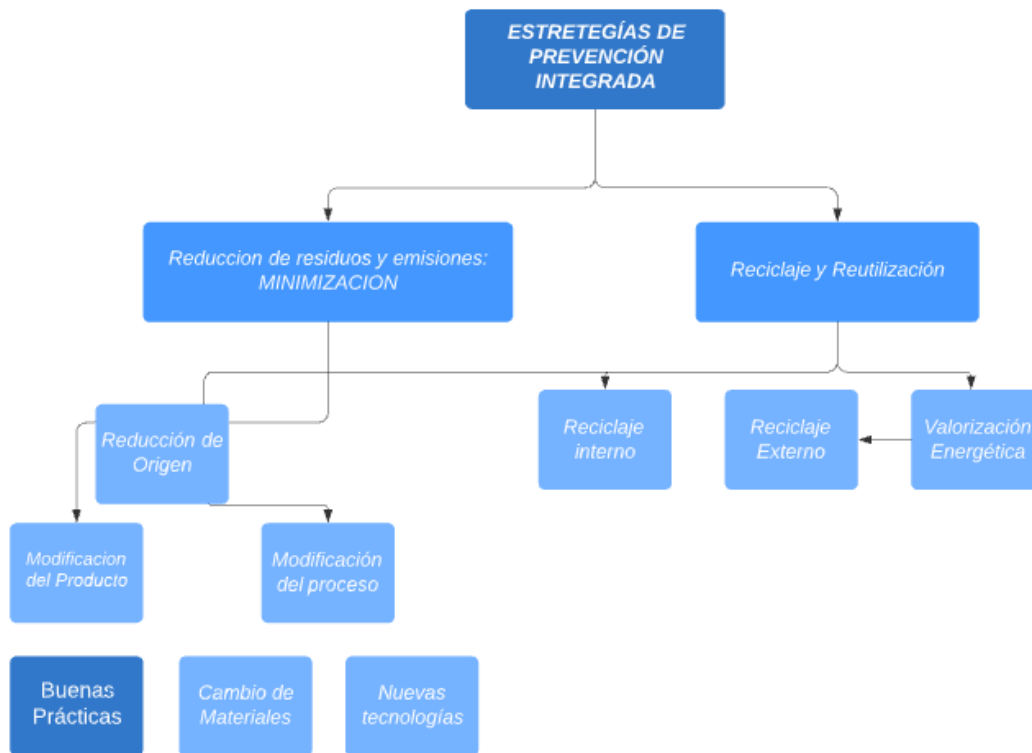 ESTRETEGÍAS DE
PREVENCIÓN
INTEGRADA
Reduccion de residuos y emisiones:
MINIMIZACION
Reciclaje y Reutilización
Reducción de
Origen
Reciclaje
interno
Reciclaje
Externo
Valorización
Energética
Modificacion
del Producto
Modificación
del proceso
Buenas
Prácticas
Cambio de
Materiales
Nuevas
tecnologías